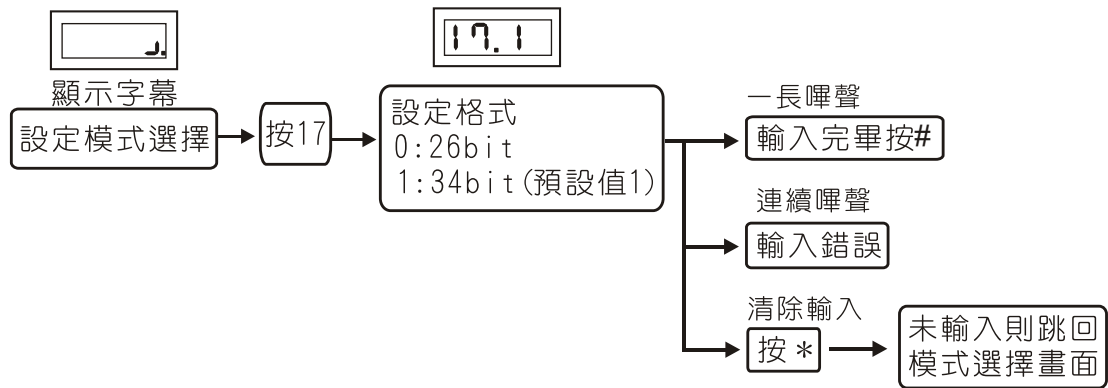 17.1
顯示字幕
設定模式選擇
按17
設定格式
0:26bit
1:34bit(預設值1)
一長嗶聲
輸入完畢按#
連續嗶聲
輸入錯誤
清除輸入
按*
未輸入則跳回
模式選擇畫面